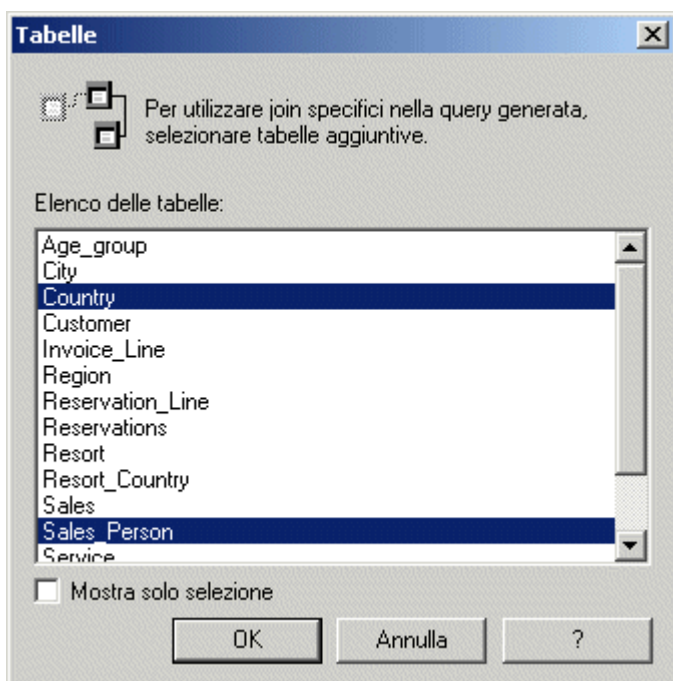 Tabelle
Per utilizzare join specifici nella query generata,
selezionare tabelle aggiuntive.
Elenco delle tabelle:
Age_group
City
Country
Customer
Invoice_Line
Region
Reservation_Line
Reservations
Resort
Resort_Country
Sales
Sales_Person
Service
Mostra solo selezione
OK Annulla ?